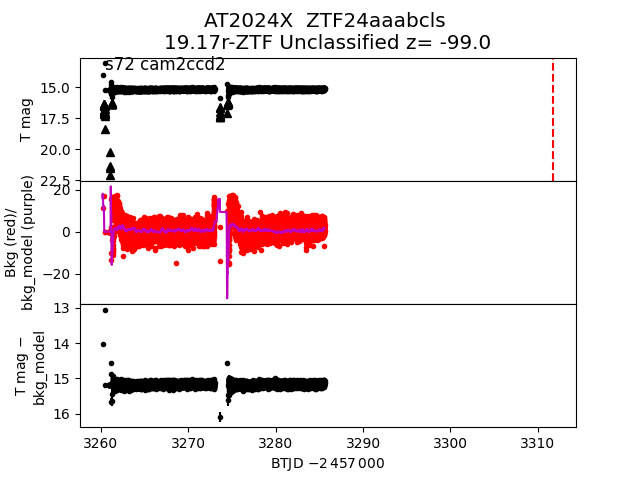 AT2024X  ZTF24aaabcls
19.17r-ZTF Unclassified z= -99.0
s72 cam2ccd2
T mag
15.0
17.5
20.0
22.5
Bkg (red)/
bkg_model (purple)
20
0
−20
T mag −
bkg_model
13
14
15
16
3260
3270
3280
3290
3300
3310
BTJD −2 457 000